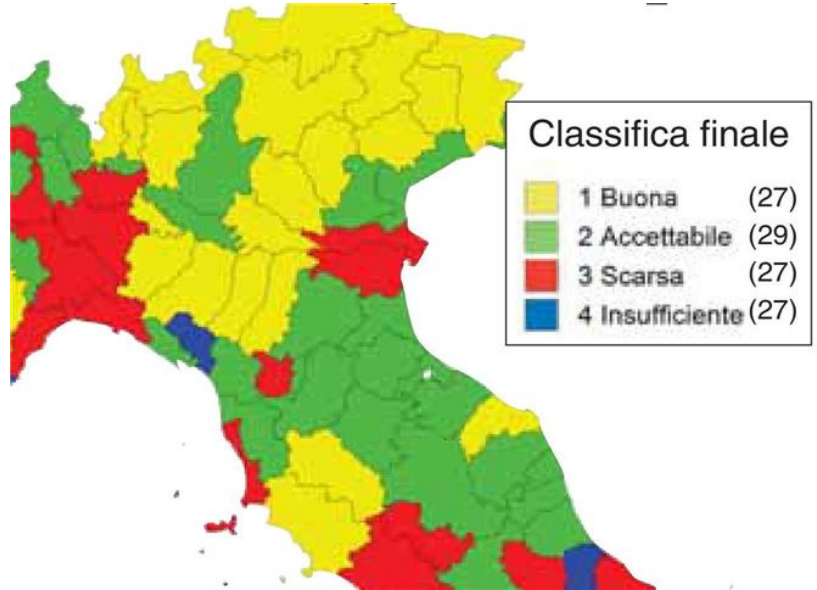 Classifica finale
1 Buona (27)
2 Accettabile (29)
3 Scarsa (27)
4 Insufficiente (27)